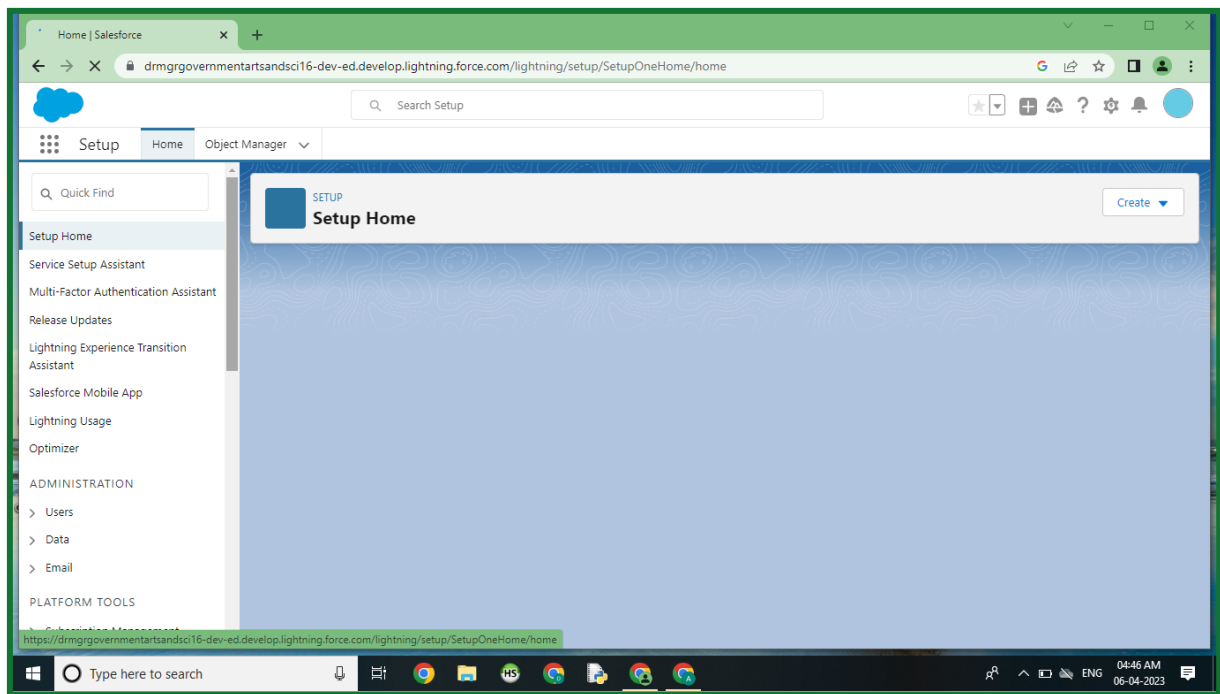 Home | Salesforce
drmgrgovernmentartsandsci16-dev-ed.develop.lightning.force.com/lightning/setup/SetupOneHome/home
Search Setup
Setup Home Object Manager
Quick Find
SETUP
Setup Home
Create
Setup Home
Service Setup Assistant
Multi-Factor Authentication Assistant
Release Updates
Lightning Experience Transition
Assistant
Salesforce Mobile App
Lightning Usage
Optimizer
ADMINISTRATION
Users
Data
Email
PLATFORM TOOLS
Subscription Management
https://drmgrgovernmentartsandsci16-dev-ed.develop.lightning.force.com/lightning/setup/SetupOneHome/home
Type here to search
HS
ENG
04:46 AM
06-04-2023